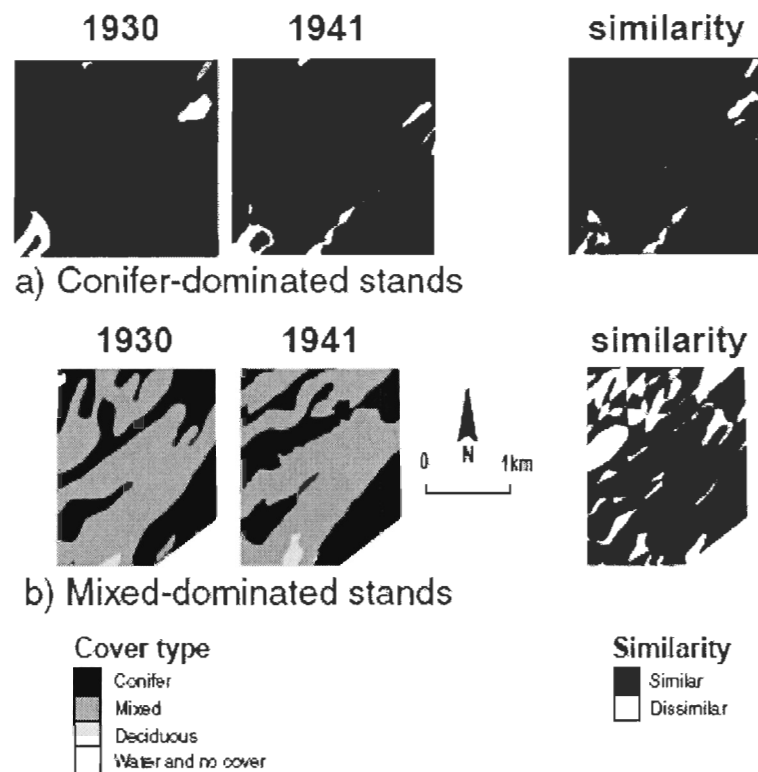 1930 1941 similarity
a) Conifer-dominated stands
1930 1941 similarity
0 N 1km
b) Mixed-dominated stands
Cover type
Conifer
Mixed
Deciduous
Water and no cover
Similarity
Similar
Dissimilar